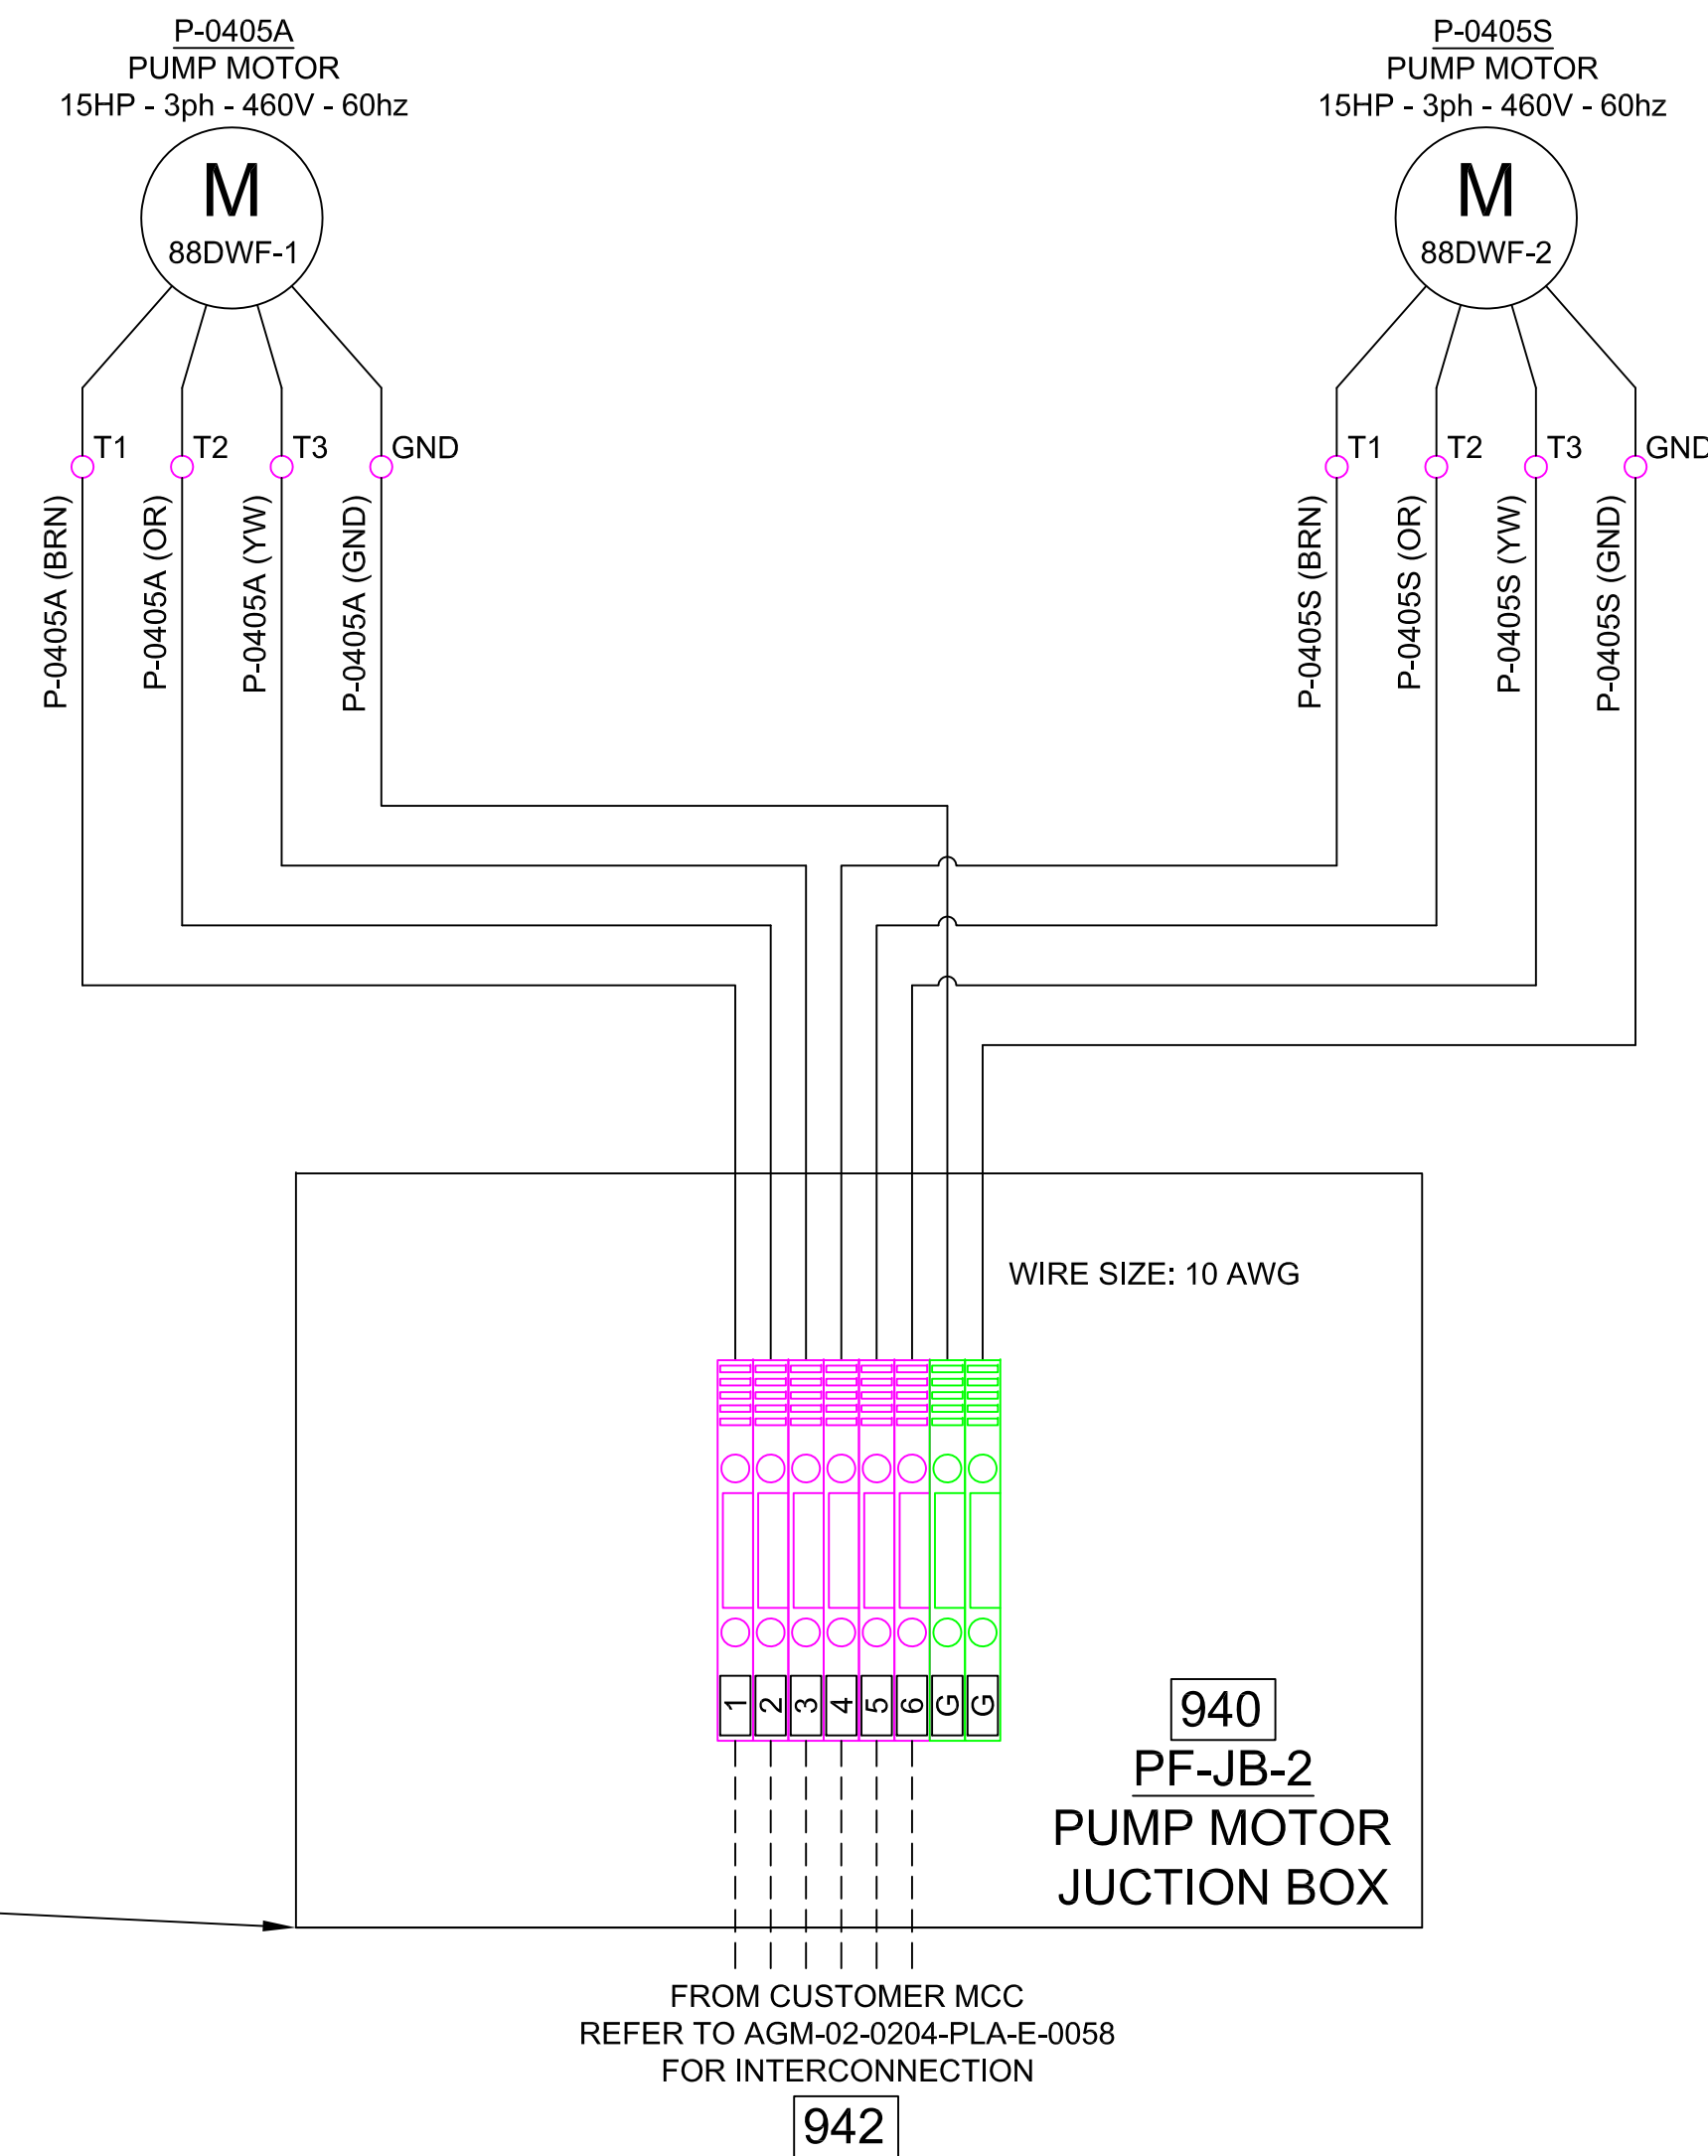 P-0405A
PUMP MOTOR
15HP - 3ph - 460V - 60hz
M
88DWF-1
T1
T2
T3
GND
P-0405A (BRN)
P-0405A (OR)
P-0405A (YW)
P-0405A (GND)
P-0405S
PUMP MOTOR
15HP - 3ph - 460V - 60hz
M
88DWF-2
T1
T2
T3
GND
P-0405S (BRN)
P-0405S (OR)
P-0405S (YW)
P-0405S (GND)
WIRE SIZE: 10 AWG
1
2
3
4
5
6
G
G
940
PF-JB-2
PUMP MOTOR
JUCTION BOX
FROM CUSTOMER MCC
REFER TO AGM-02-0204-PLA-E-0058
FOR INTERCONNECTION
942